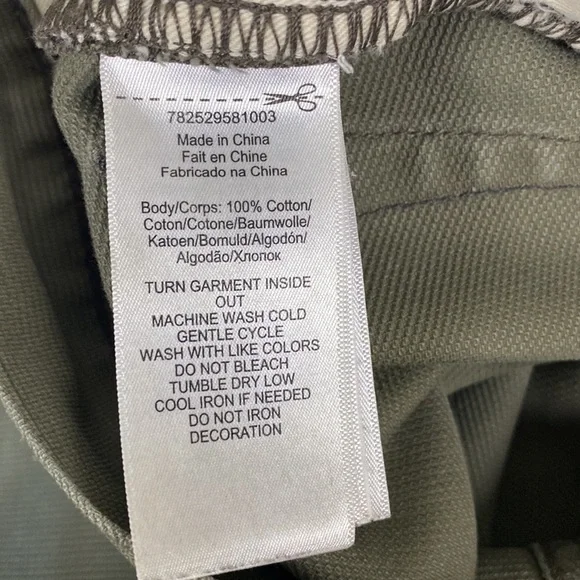 782529581003
Made in China
Fait en Chine
Fabricado na China
Body/Corps: 100% Cotton/
Coton/Cotone/Baumwolle/
Katoen/Bomuld/Algodón/
Algodão/Хлопок
TURN GARMENT INSIDE
OUT
MACHINE WASH COLD
GENTLE CYCLE
WASH WITH LIKE COLORS
DO NOT BLEACH
TUMBLE DRY LOW
COOL IRON IF NEEDED
DO NOT IRON
DECORATION